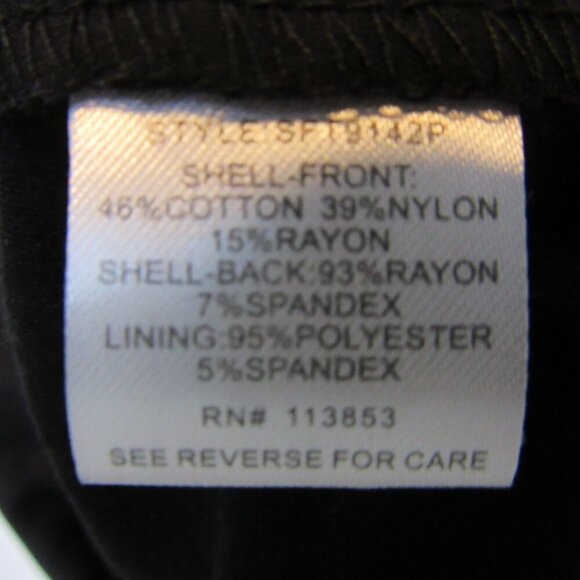 STYLE:SFT9142P
SHELL-FRONT:
46%COTTON 39%NYLON
15%RAYON
SHELL-BACK:93%RAYON
7%SPANDEX
LINING:95%POLYESTER
5%SPANDEX
RN# 113853
SEE REVERSE FOR CARE